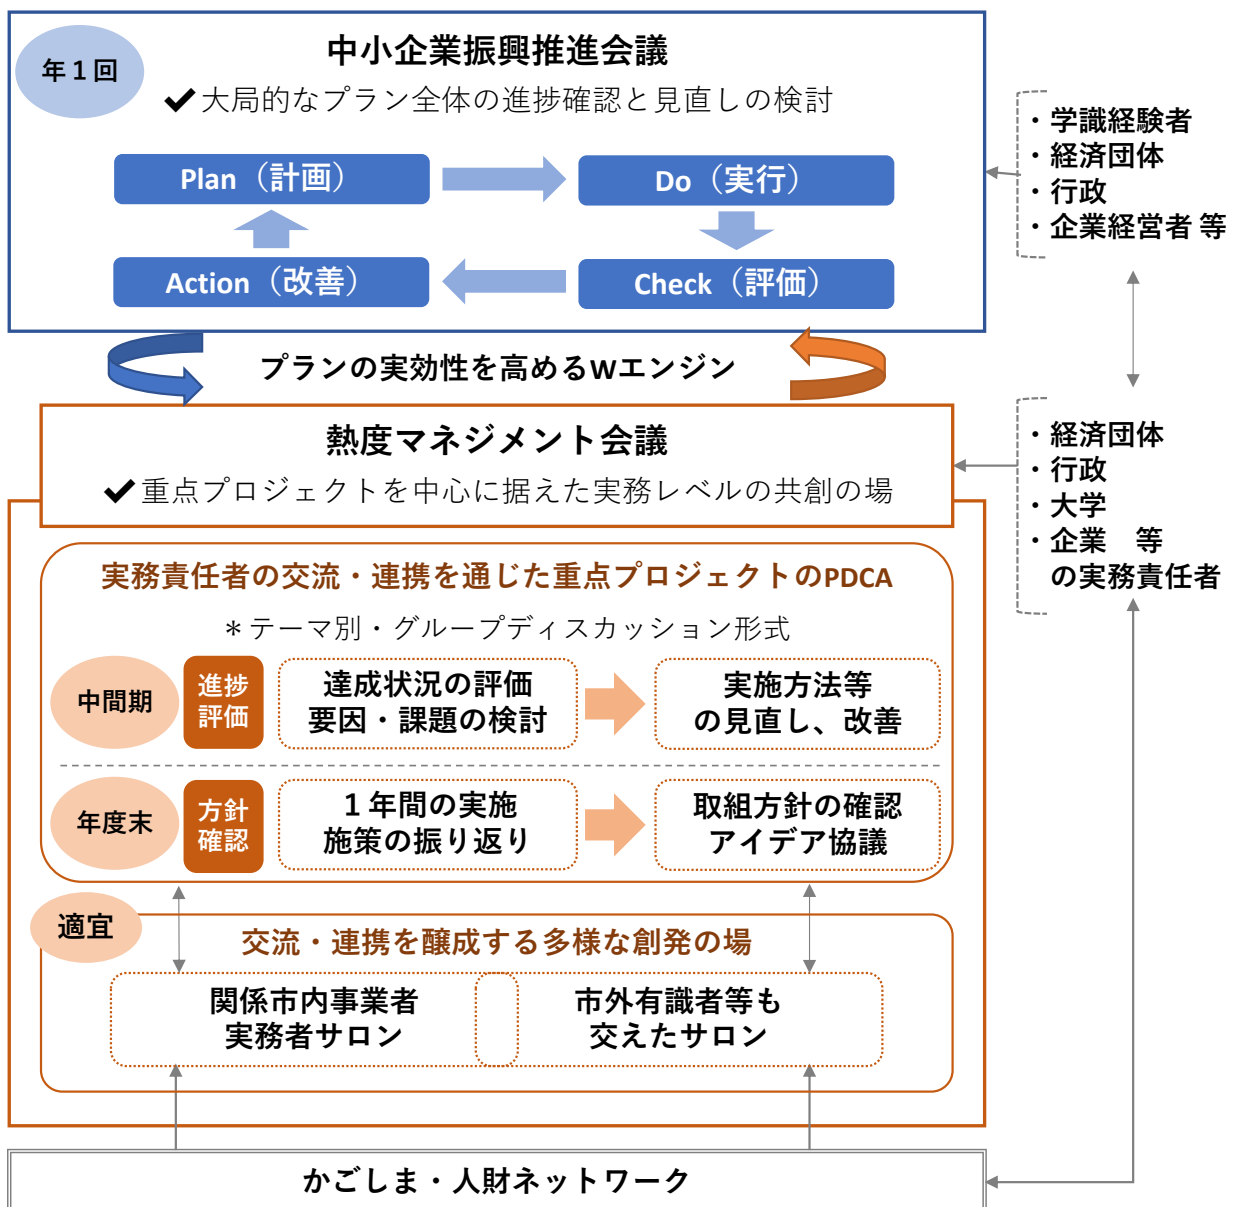 年１回
中小企業振興推進会議
✔大局的なプラン全体の進捗確認と見直しの検討
Plan（計画）
Do（実行）
Action（改善）
Check（評価）
・学識経験者
・経済団体
・行政
・企業経営者 等
プランの実効性を高めるWエンジン
熱度マネジメント会議
✔重点プロジェクトを中心に据えた実務レベルの共創の場
・経済団体
・行政
・大学
・企業　等
の実務責任者
実務責任者の交流・連携を通じた重点プロジェクトのPDCA
＊テーマ別・グループディスカッション形式
中間期
進捗
評価
達成状況の評価
要因・課題の検討
実施方法等
の見直し、改善
年度末
方針
確認
１年間の実施
施策の振り返り
取組方針の確認
アイデア協議
適宜
交流・連携を醸成する多様な創発の場
関係市内事業者
実務者サロン
市外有識者等も
交えたサロン
かごしま・人財ネットワーク